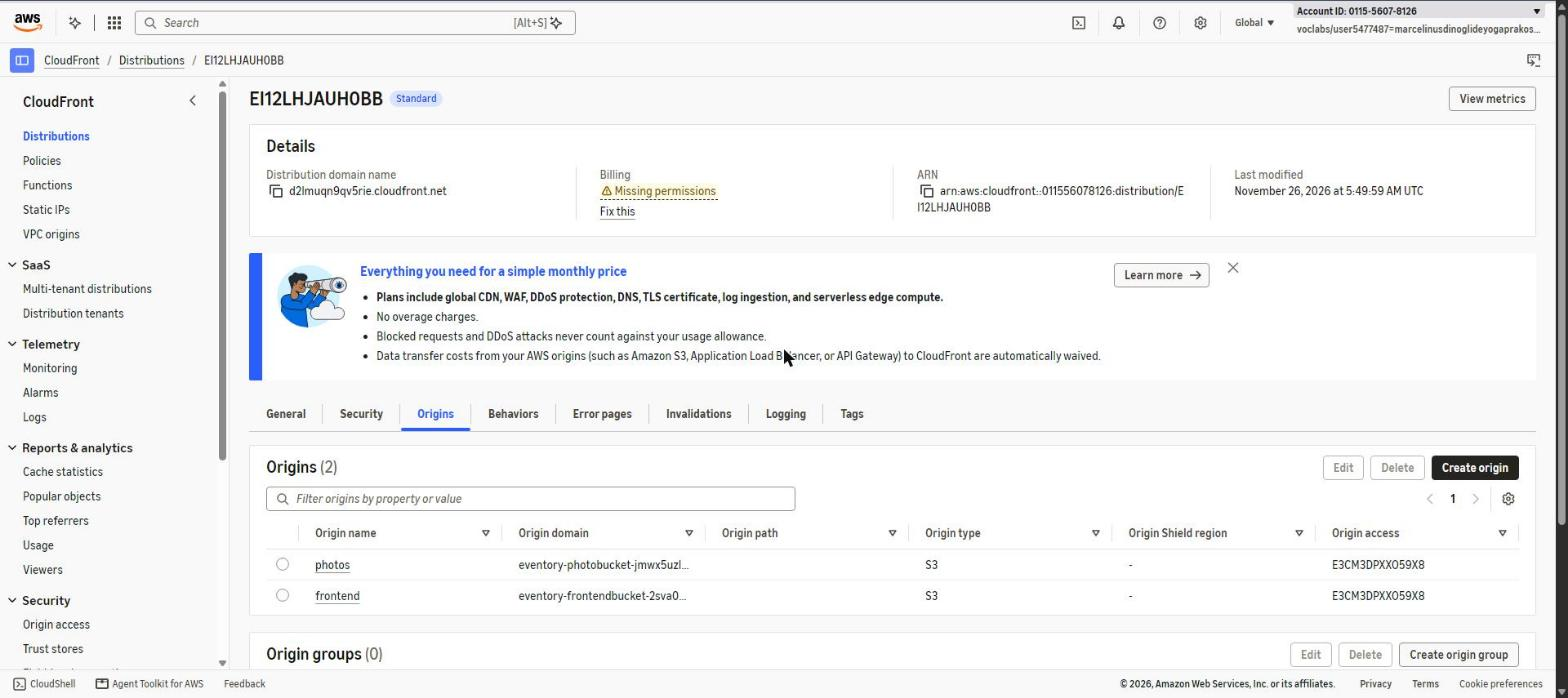 aws
Search
[Alt+S]
Global
Account ID: 0115-5607-8126
voclabs/user5477487=marcelinusdinoglideyogaprakos...
CloudFront / Distributions / EI12LHJAUH0BB
CloudFront
Distributions
Policies
Functions
Static IPs
VPC origins
SaaS
Multi-tenant distributions
Distribution tenants
Telemetry
Monitoring
Alarms
Logs
Reports & analytics
Cache statistics
Popular objects
Top referrers
Usage
Viewers
Security
Origin access
Trust stores
EI12LHJAUH0BB
Standard
View metrics
Details
Distribution domain name
d2lmuqn9qv5rie.cloudfront.net
Billing
Missing permissions
Fix this
ARN
arn:aws:cloudfront::011556078126:distribution/E
I12LHJAUH0BB
Last modified
November 26, 2026 at 5:49:59 AM UTC
Everything you need for a simple monthly price
Learn more
• Plans include global CDN, WAF, DDoS protection, DNS, TLS certificate, log ingestion, and serverless edge compute.
• No overage charges.
• Blocked requests and DDoS attacks never count against your usage allowance.
• Data transfer costs from your AWS origins (such as Amazon S3, Application Load Balancer, or API Gateway) to CloudFront are automatically waived.
General
Security
Origins
Behaviors
Error pages
Invalidations
Logging
Tags
Origins (2)
Edit
Delete
Create origin
Filter origins by property or value
1
Origin name
Origin domain
Origin path
Origin type
Origin Shield region
Origin access
photos
eventory-photobucket-jmwx5uzl...
S3
-
E3CM3DPXXO59X8
frontend
eventory-frontendbucket-2sva0...
S3
-
E3CM3DPXXO59X8
Origin groups (0)
Edit
Delete
Create origin group
CloudShell
Agent Toolkit for AWS
Feedback
© 2026, Amazon Web Services, Inc. or its affiliates.
Privacy
Terms
Cookie preferences